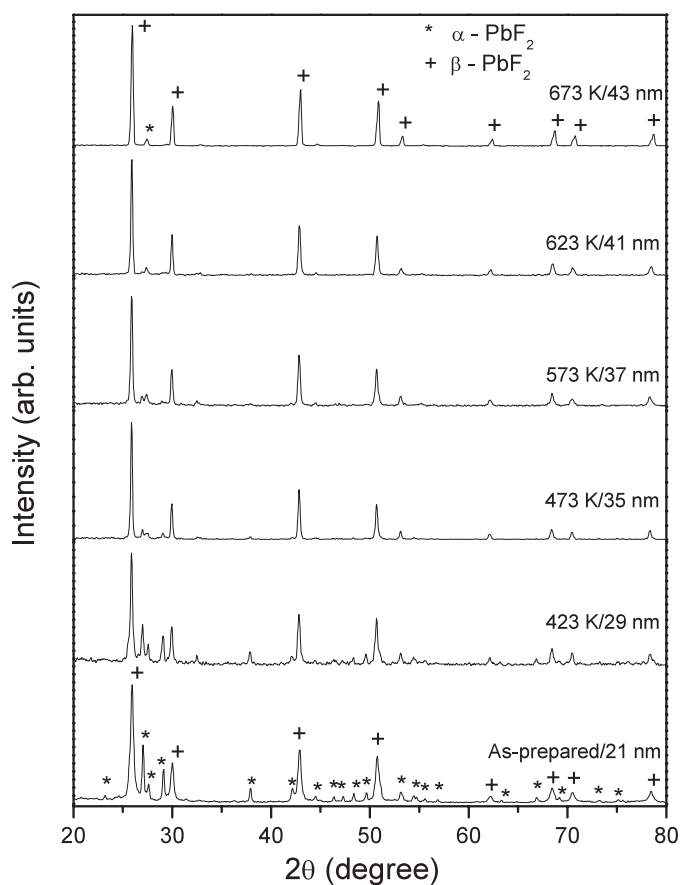 * α - PbF2
+ β - PbF2
673 K/43 nm
623 K/41 nm
573 K/37 nm
473 K/35 nm
423 K/29 nm
As-prepared/21 nm
Intensity (arb. units)
20 30 40 50 60 70 80
2θ (degree)